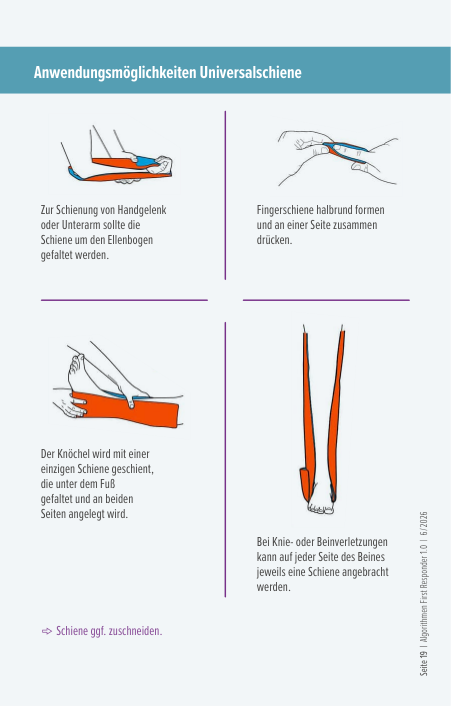 Anwendungsmöglichkeiten Universalschiene
Zur Schienung von Handgelenk
oder Unterarm sollte die
Schiene um den Ellenbogen
gefaltet werden.
Fingerschiene halbrund formen
und an einer Seite zusammen
drücken.
Der Knöchel wird mit einer
einzigen Schiene geschient,
die unter dem Fuß
gefaltet und an beiden
Seiten angelegt wird.
Bei Knie- oder Beinverletzungen
kann auf jeder Seite des Beines
jeweils eine Schiene angebracht
werden.
⇨ Schiene ggf. zuschneiden.
Seite 19 | Algorithmen First Responder 1.0 | 6/2026